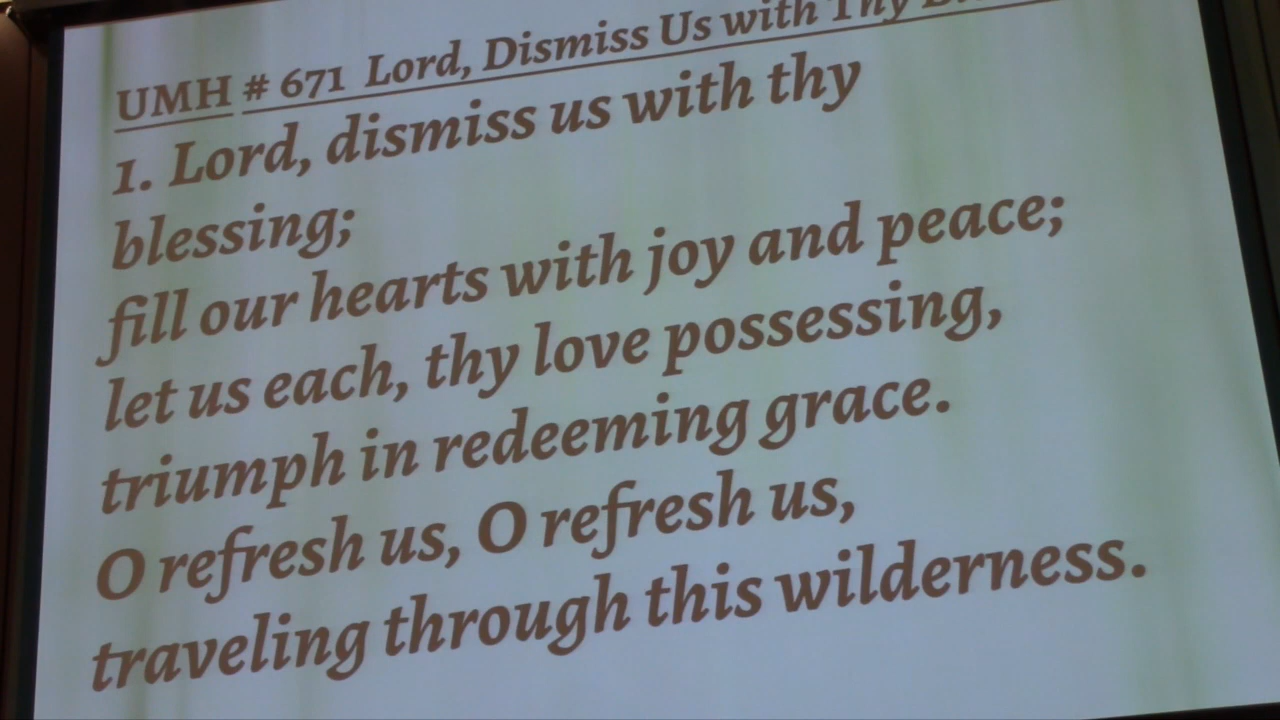 UMH # 671 Lord, Dismiss Us with Thy
1. Lord, dismiss us with thy
blessing;
fill our hearts with joy and peace;
let us each, thy love possessing,
triumph in redeeming grace.
O refresh us, O refresh us,
traveling through this wilderness.